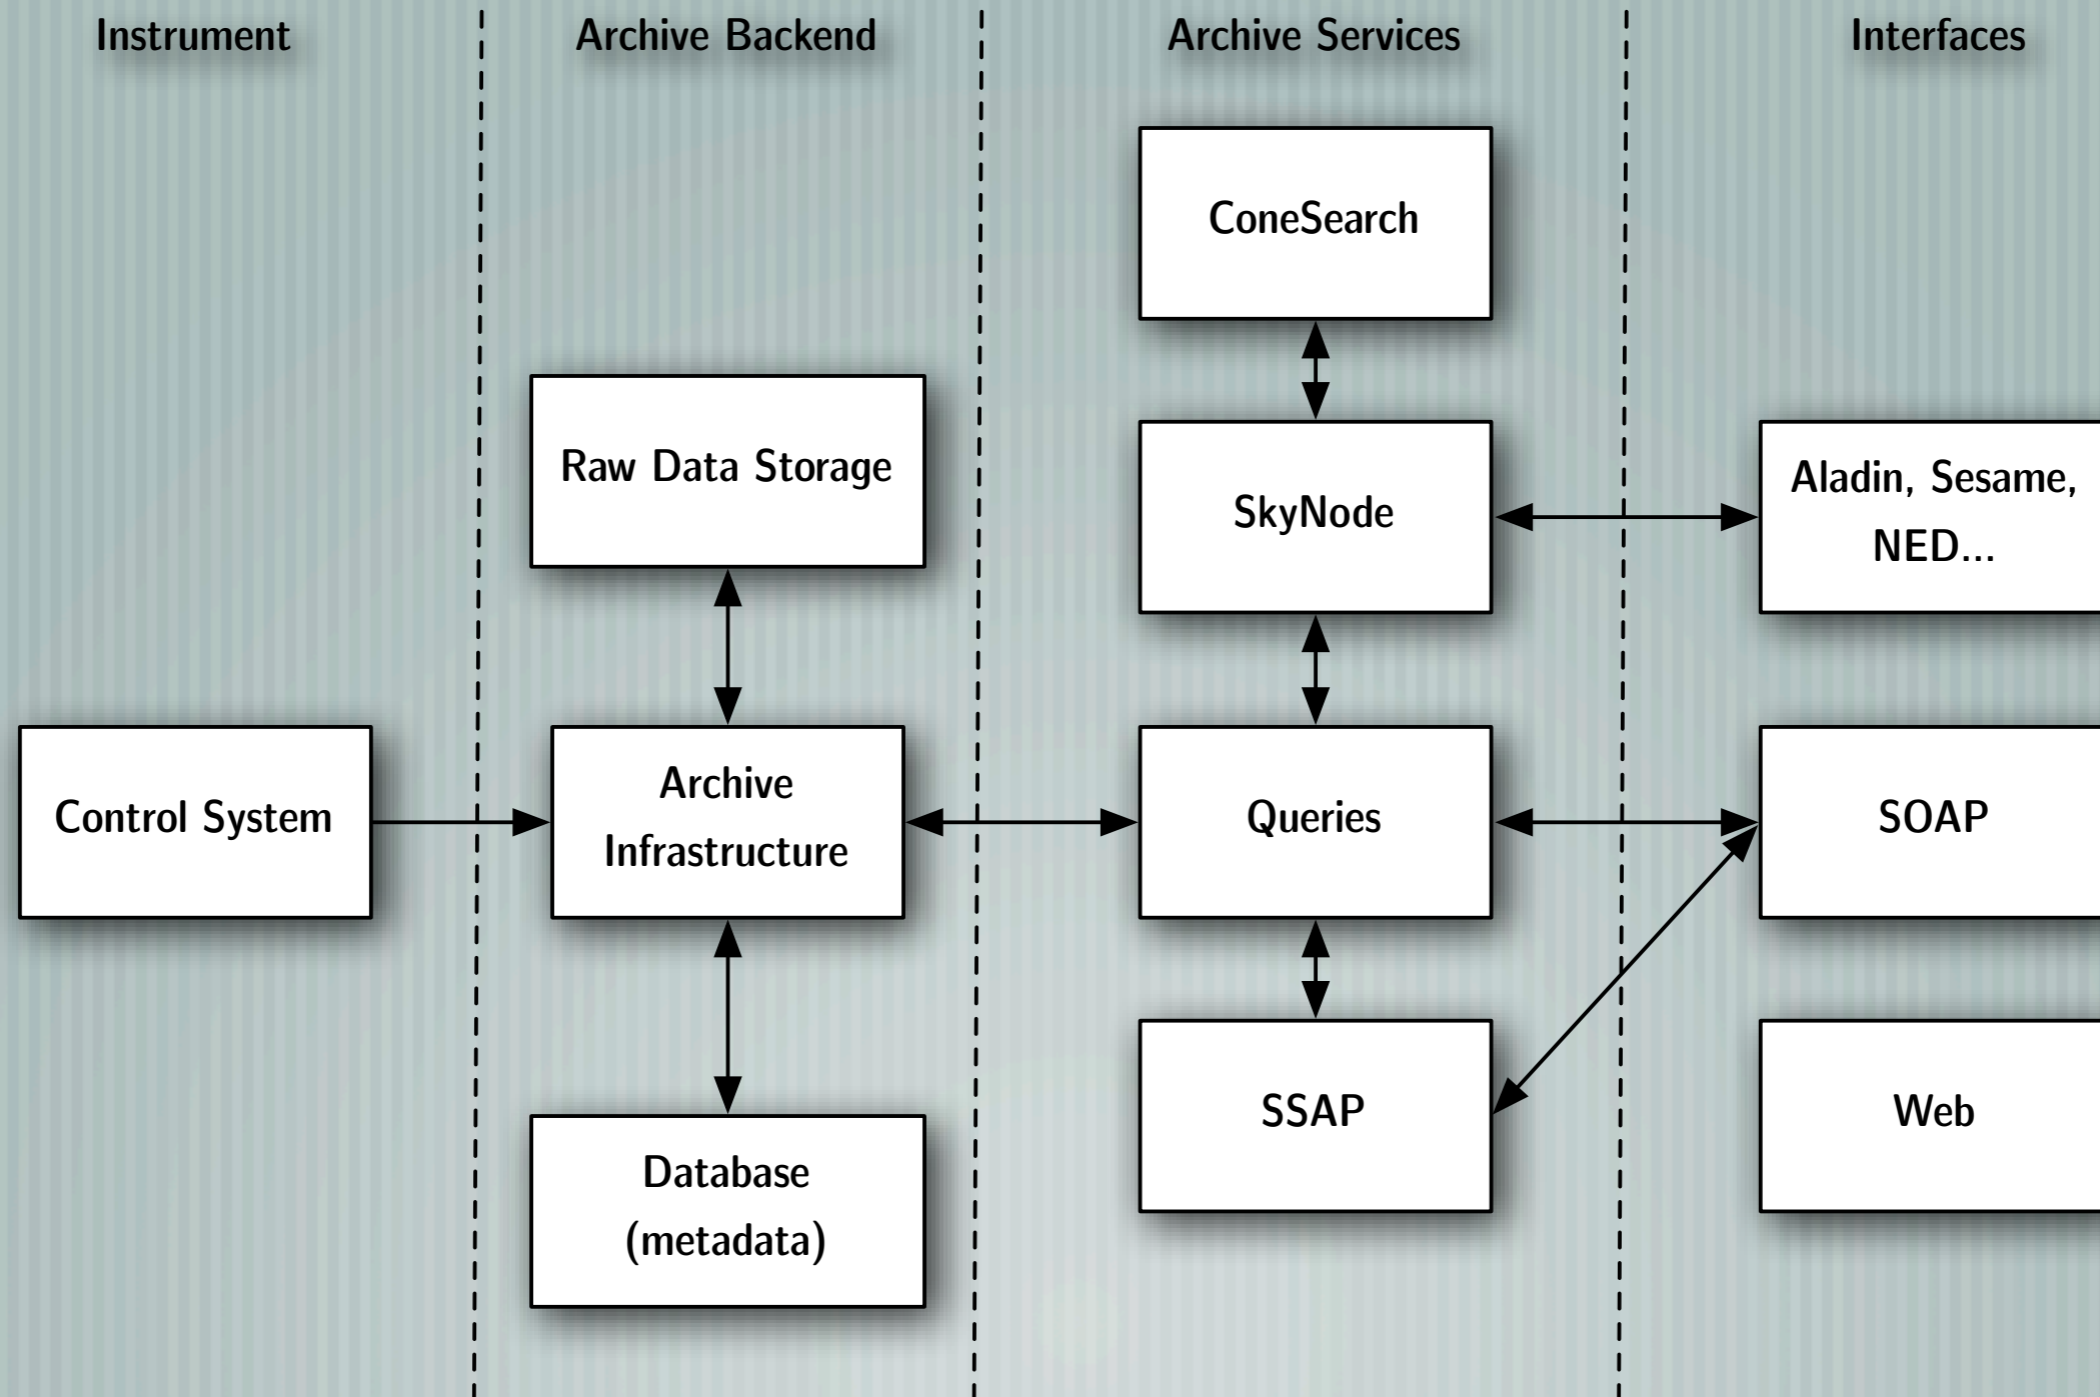 Instrument
Archive Backend
Archive Services
Interfaces
ConeSearch
Raw Data Storage
SkyNode
Aladin, Sesame,
NED...
Control System
Archive
Infrastructure
Queries
SOAP
Database
(metadata)
SSAP
Web